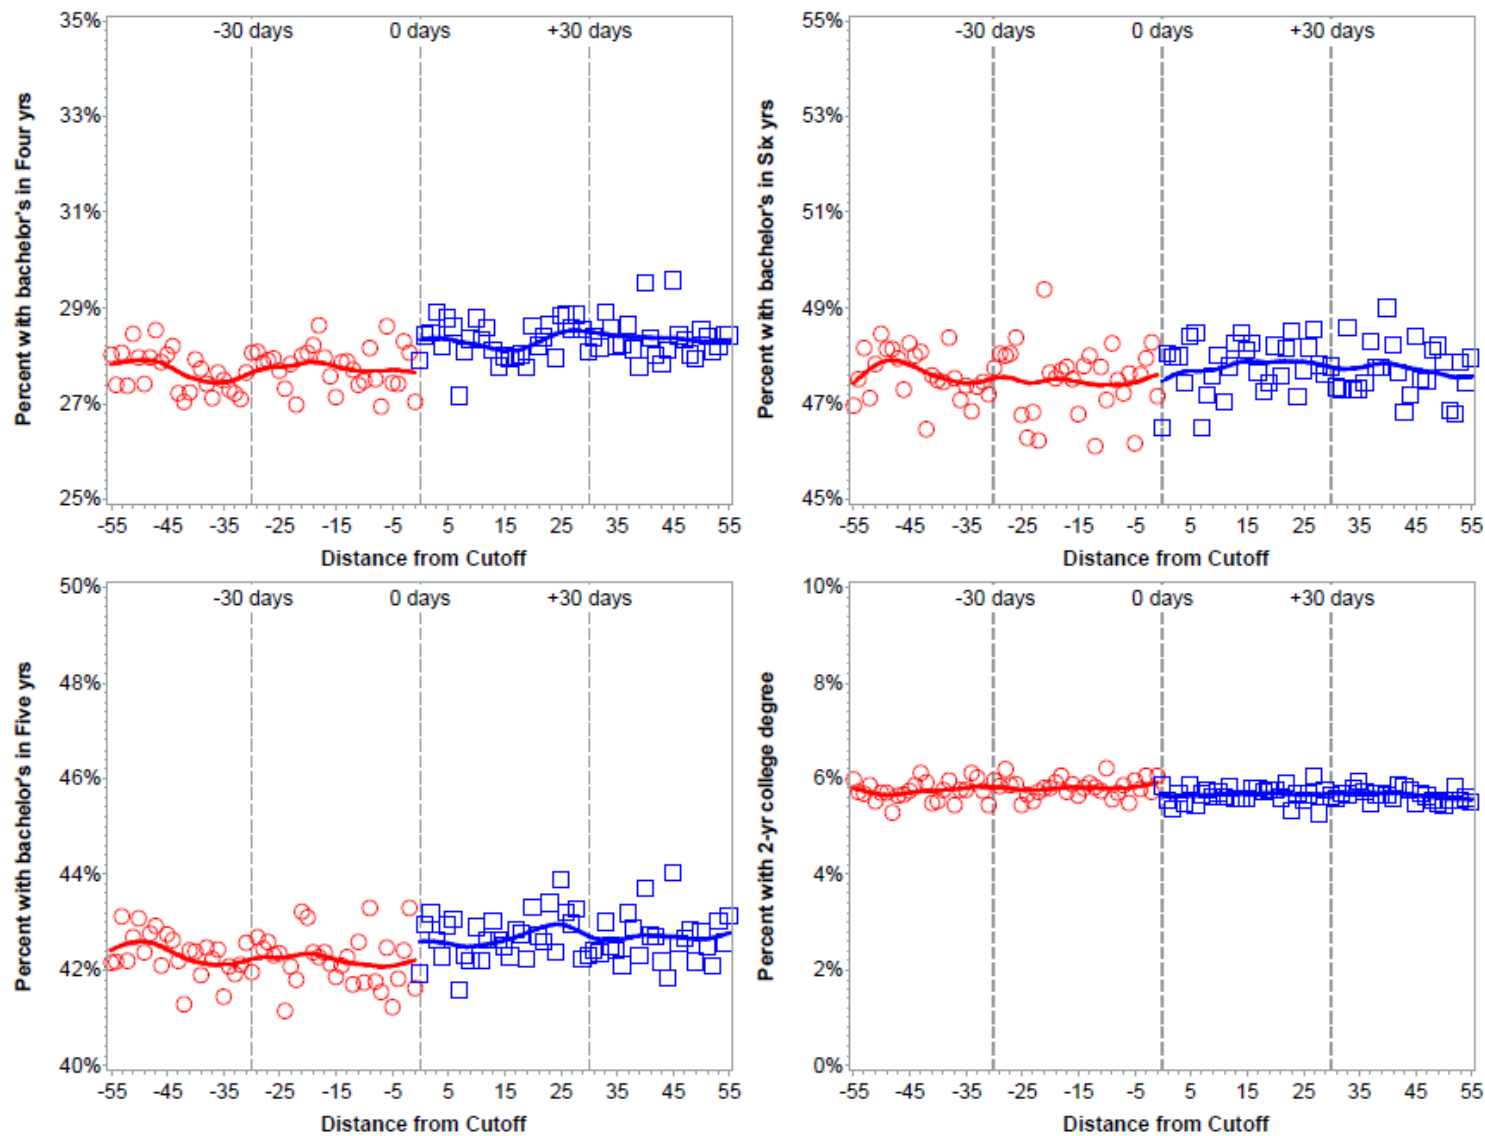 Percent with bachelor's in Four yrs
35%
33%
31%
29%
27%
25%
-30 days 0 days +30 days
-55 -45 -35 -25 -15 -5 5 15 25 35 45 55
Distance from Cutoff
Percent with bachelor's in Six yrs
55%
53%
51%
49%
47%
45%
-30 days 0 days +30 days
-55 -45 -35 -25 -15 -5 5 15 25 35 45 55
Distance from Cutoff
Percent with bachelor's in Five yrs
50%
48%
46%
44%
42%
40%
-30 days 0 days +30 days
-55 -45 -35 -25 -15 -5 5 15 25 35 45 55
Distance from Cutoff
Percent with 2-yr college degree
10%
8%
6%
4%
2%
0%
-30 days 0 days +30 days
-55 -45 -35 -25 -15 -5 5 15 25 35 45 55
Distance from Cutoff